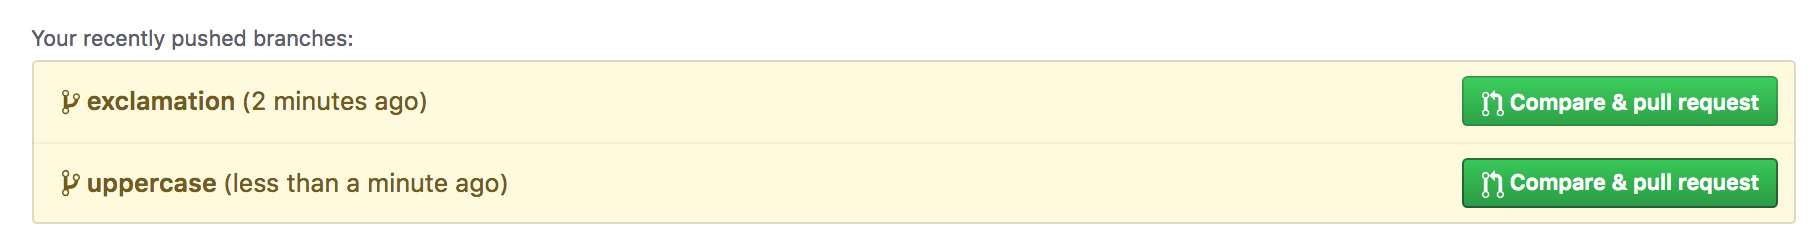 Your recently pushed branches:
exclamation (2 minutes ago) Compare & pull request
uppercase (less than a minute ago) Compare & pull request